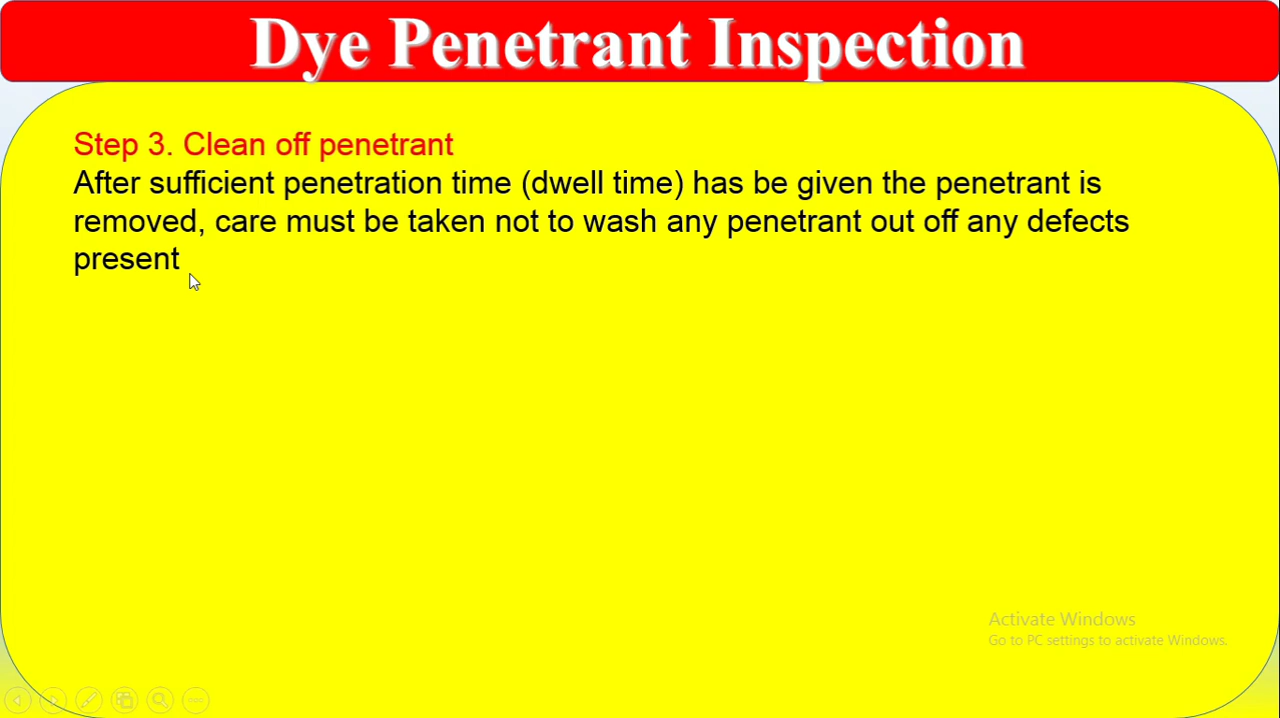 Dye Penetrant Inspection
Step 3. Clean off penetrant
After sufficient penetration time (dwell time) has be given the penetrant is
removed, care must be taken not to wash any penetrant out off any defects
present
Activate Windows
Go to PC settings to activate Windows.